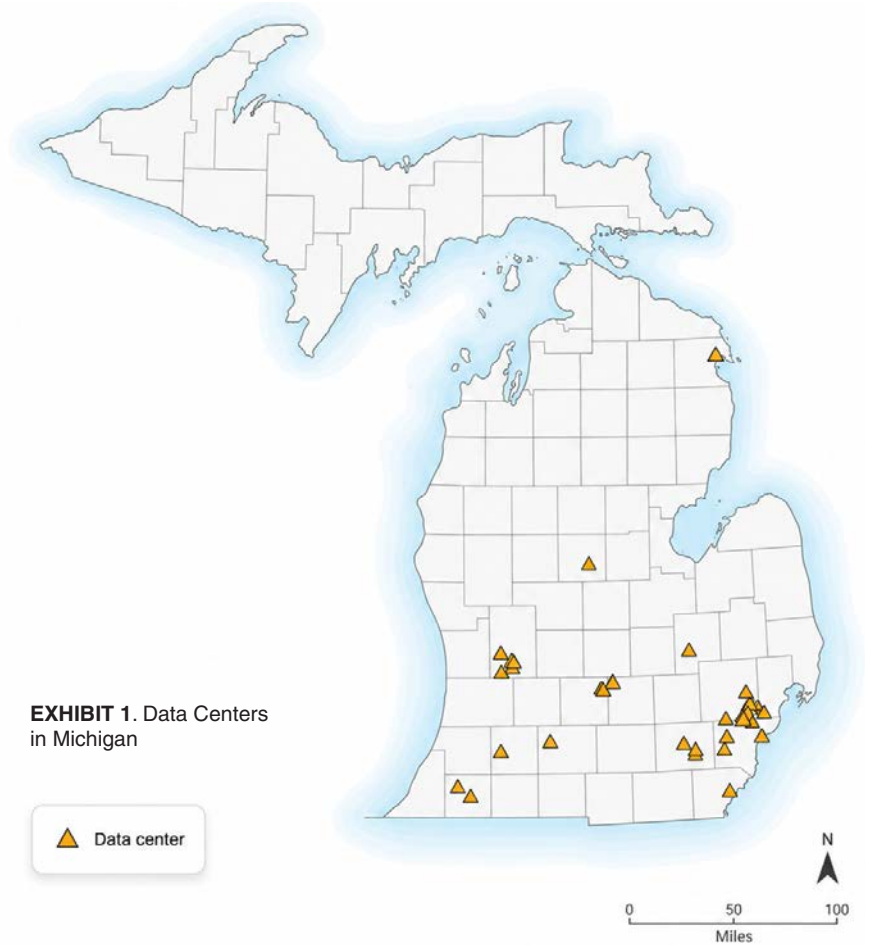 EXHIBIT 1. Data Centers
in Michigan
Data center
N
0 50 100
Miles